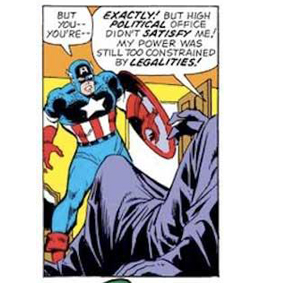 BUT
YOU--
YOU'RE--
EXACTLY! BUT HIGH
POLITICAL OFFICE
DIDN'T SATISFY ME!
MY POWER WAS
STILL TOO CONSTRAINED
BY LEGALITIES!